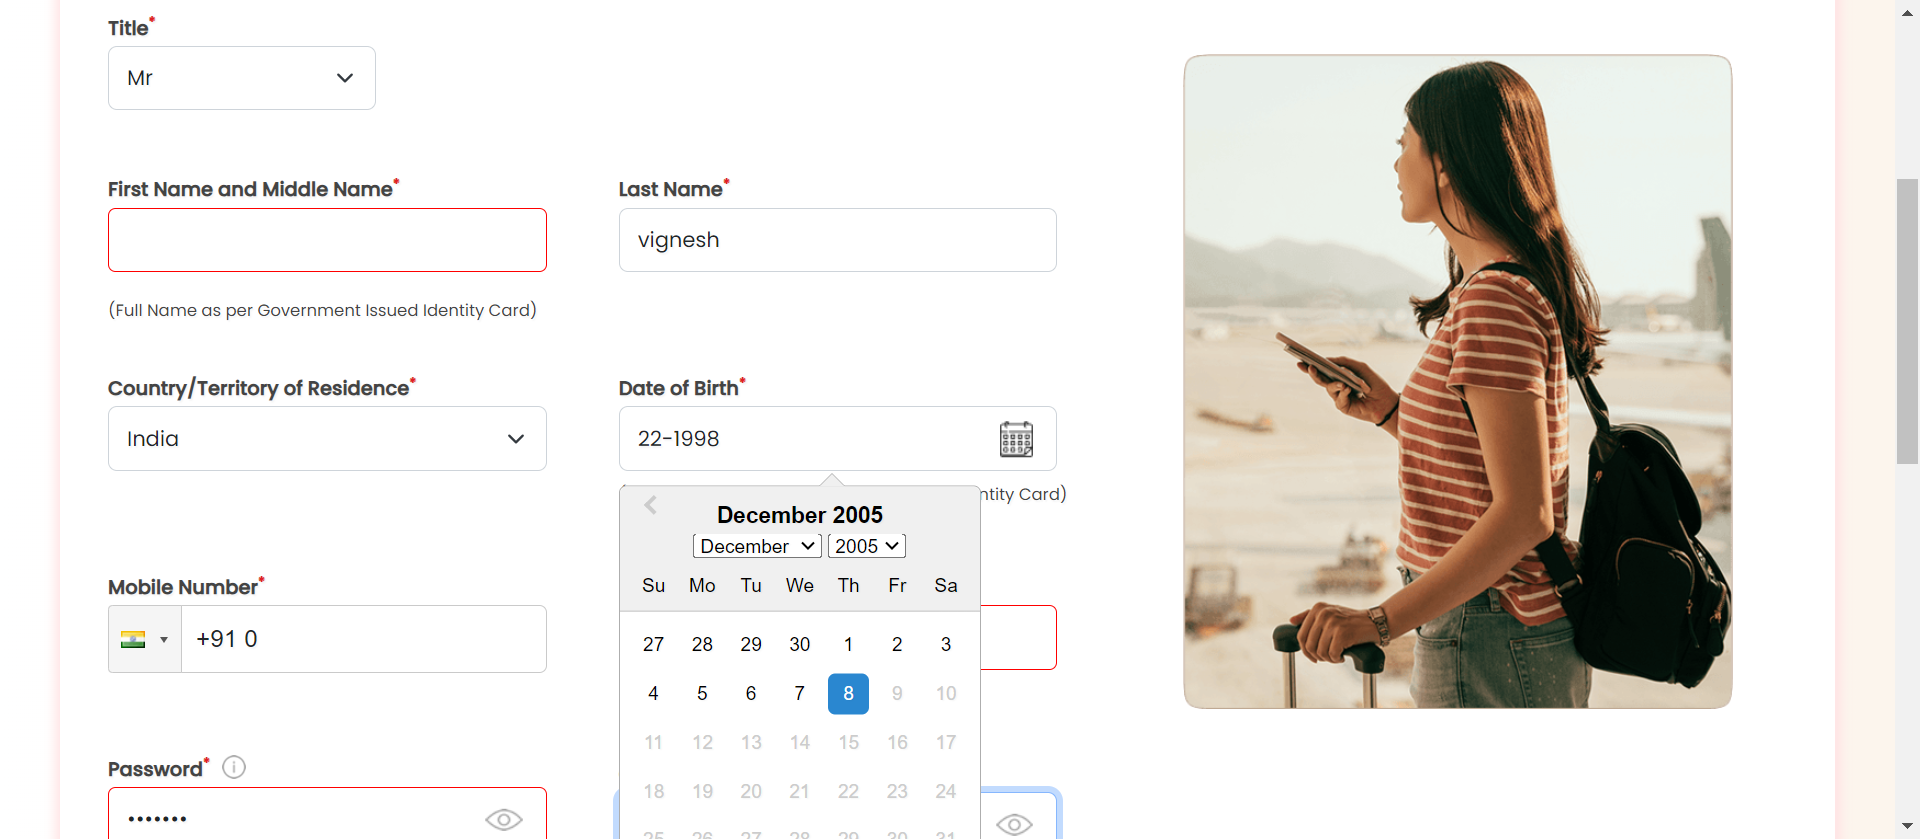 Title*
Mr
First Name and Middle Name*
Last Name*
vignesh
(Full Name as per Government Issued Identity Card)
Country/Territory of Residence*
Date of Birth*
India
22-1998
ntity Card)
December 2005
December 2005
Su Mo Tu We Th Fr Sa
Mobile Number*
+91 0
27 28 29 30 1 2 3
4 5 6 7 8 9 10
11 12 13 14 15 16 17
Password*
•••••••
18 19 20 21 22 23 24
25 26 27 28 29 30 31